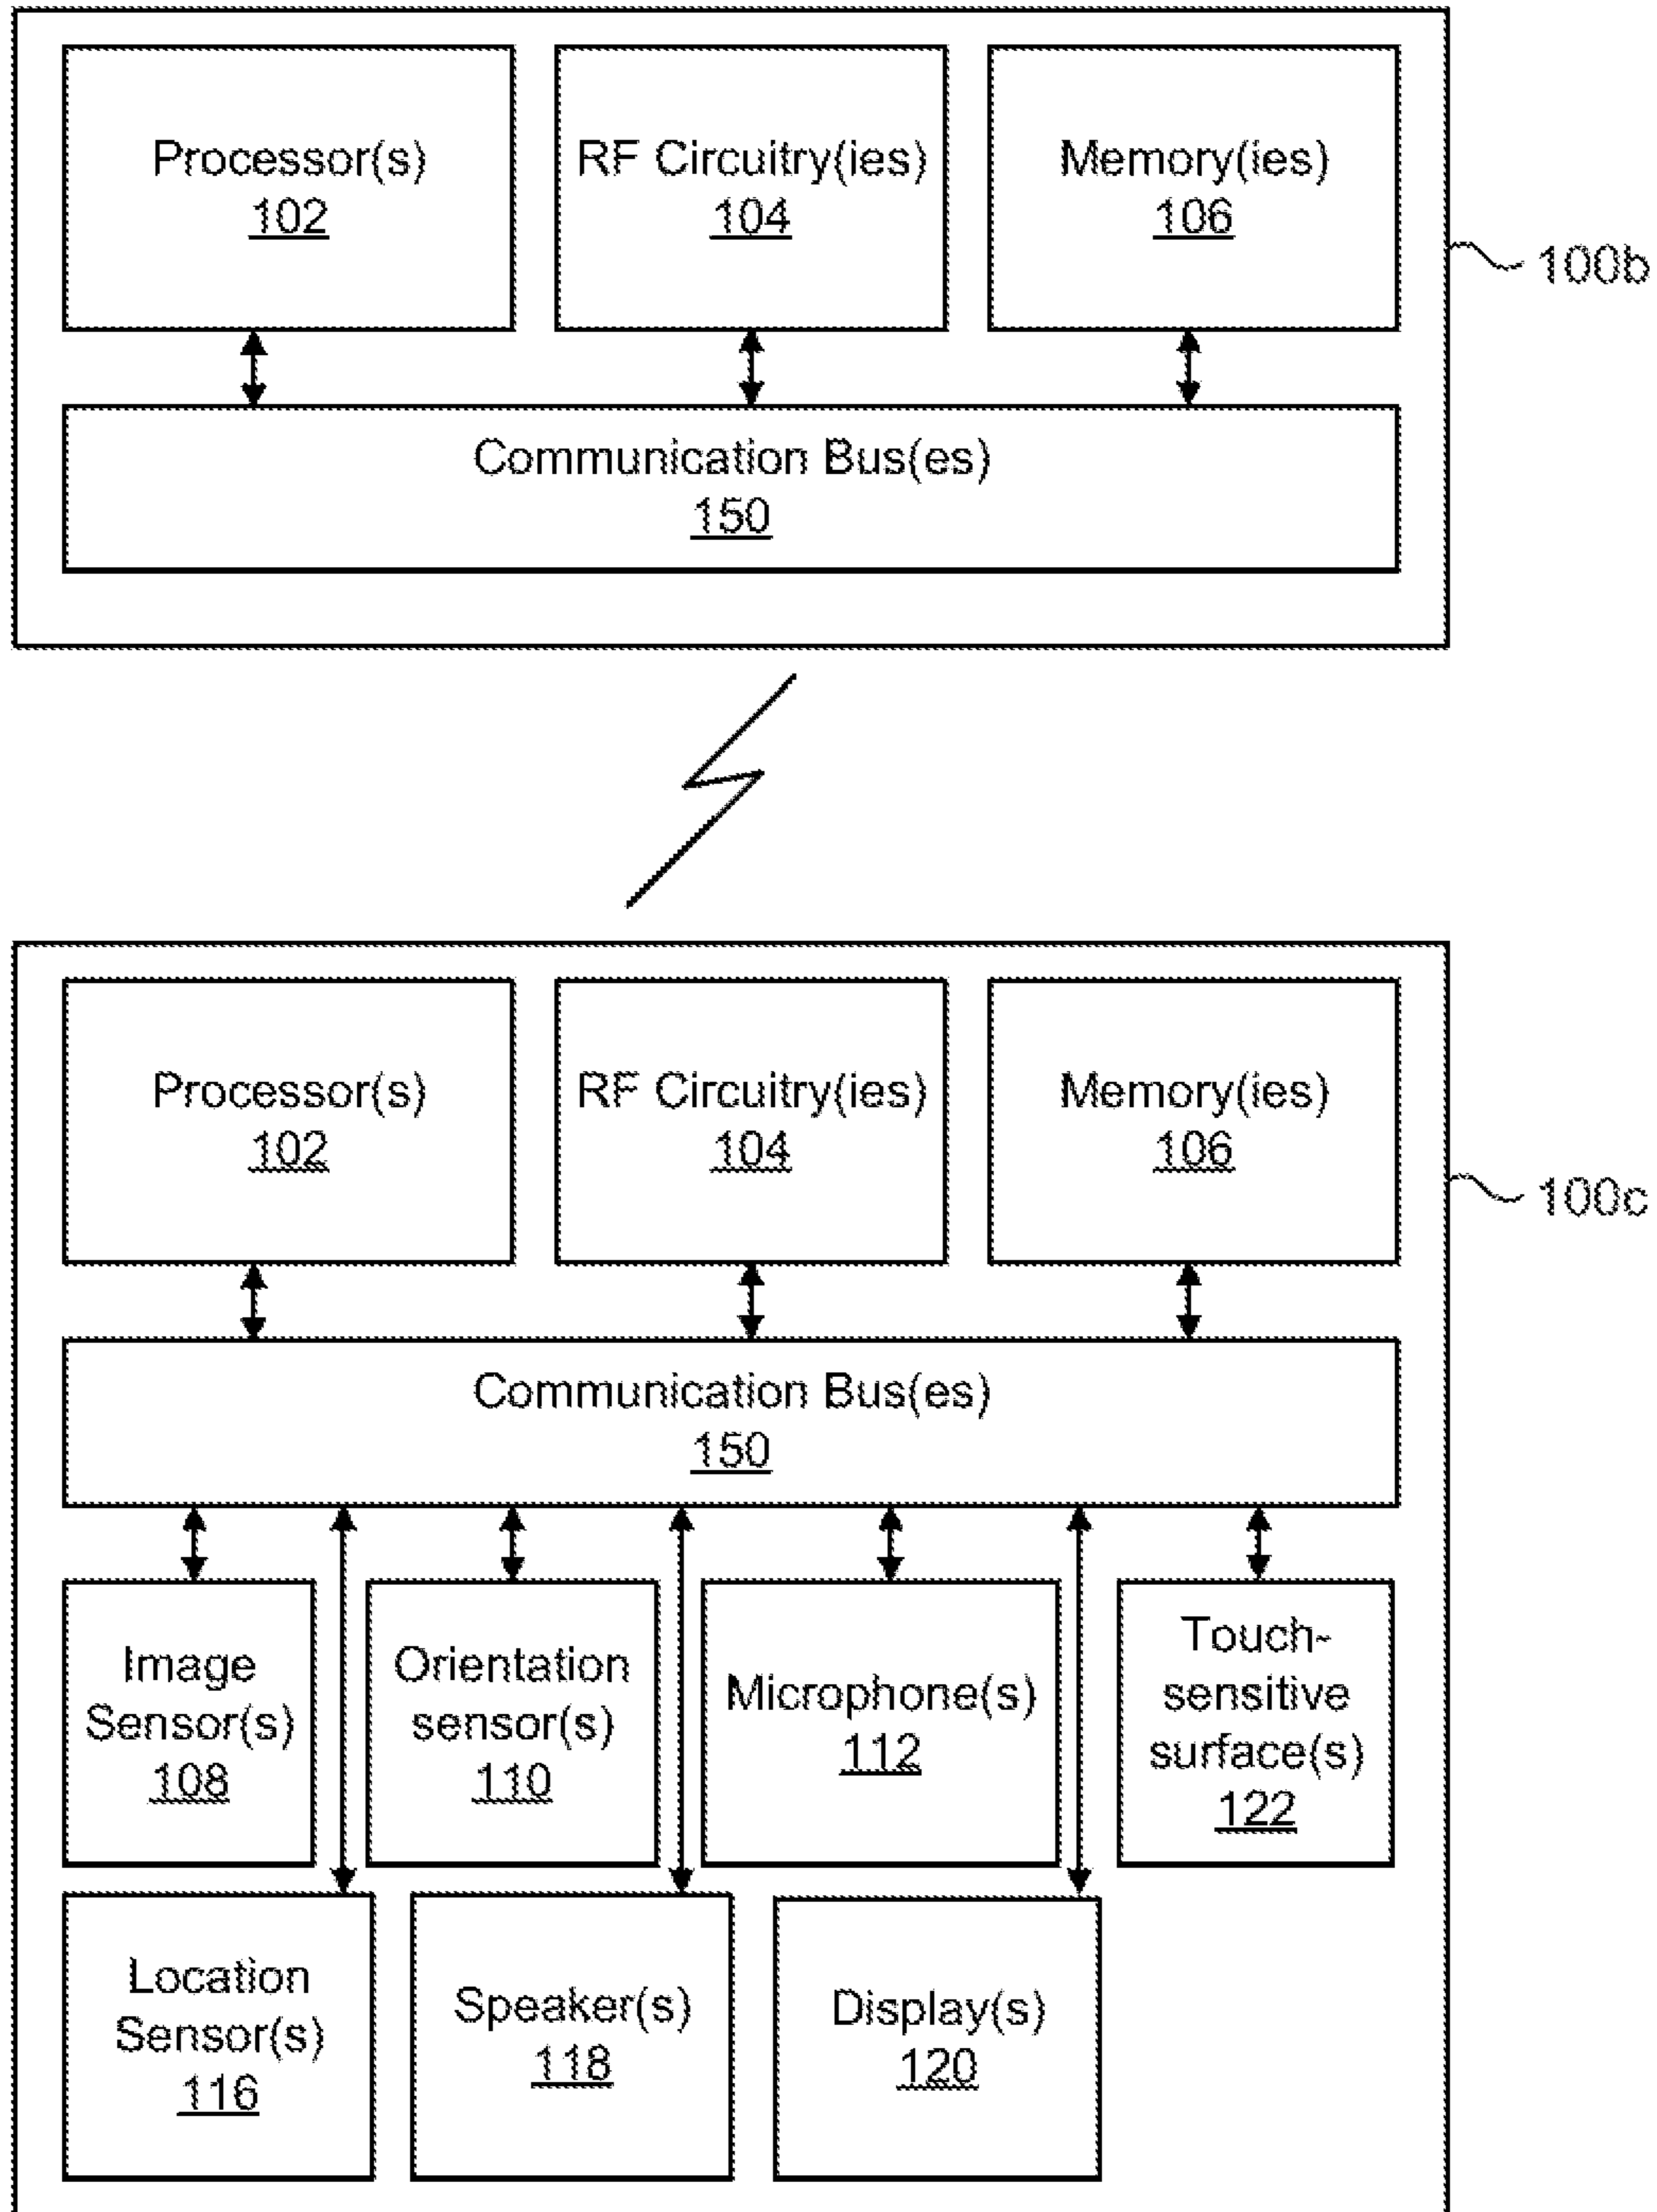 Processor(s)
102
RF Circuitry(ies)
104
Memory(ies)
106
100b
Communication Bus(es)
150
Processor(s)
102
RF Circuitry(ies)
104
Memory(ies)
106
100c
Communication Bus(es)
150
Image
Sensor(s)
108
Orientation
sensor(s)
110
Microphone(s)
112
Touch-
sensitive
surface(s)
122
Location
Sensor(s)
116
Speaker(s)
118
Display(s)
120